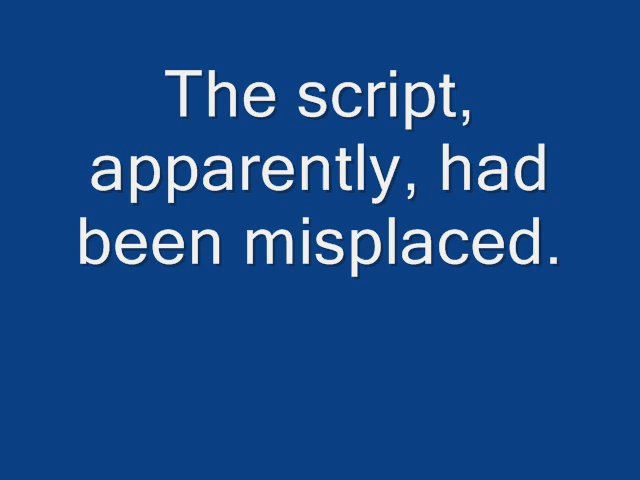 The script,
apparently, had
been misplaced.